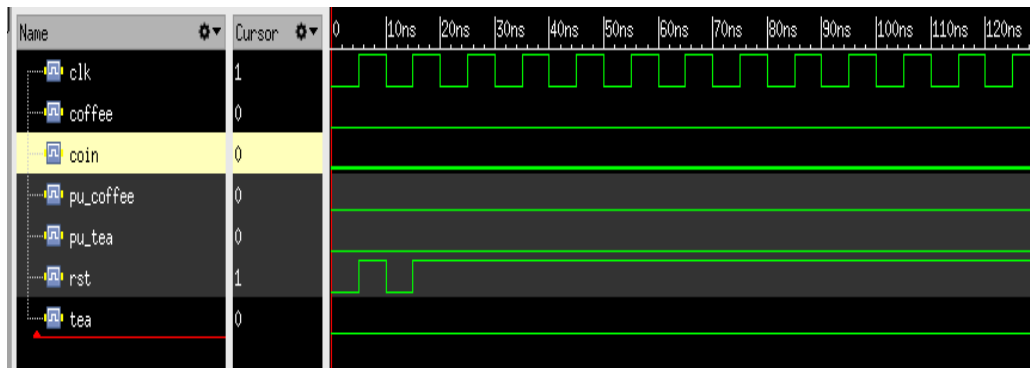 Name Cursor 0 10ns 20ns 30ns 40ns 50ns 60ns 70ns 80ns 90ns 100ns 110ns 120ns
clk 1
coffee 0
coin 0
pu_coffee 0
pu_tea 0
rst 1
tea 0